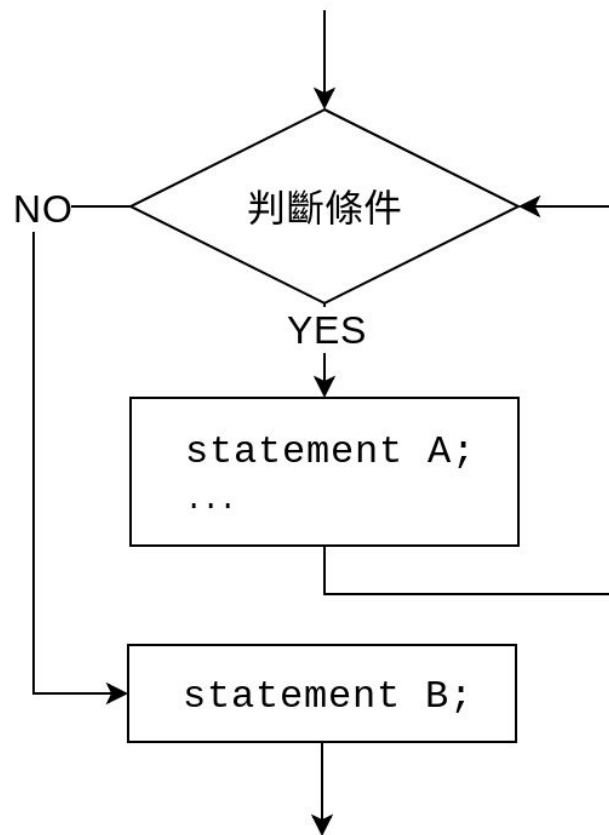 判斷條件
NO
YES
statement A;
...
statement B;